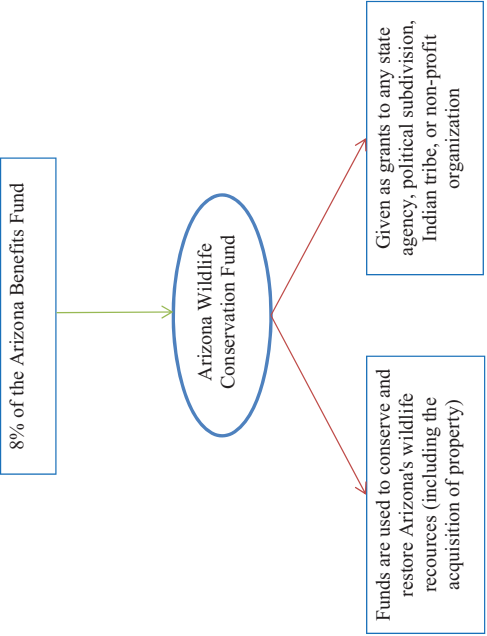 8% of the Arizona Benefits Fund
Arizona Wildlife
Conservation Fund
Funds are used to conserve and
restore Arizona's wildlife
recources (including the
acquisition of property)
Given as grants to any state
agency, political subdivision,
Indian tribe, or non-profit
organization